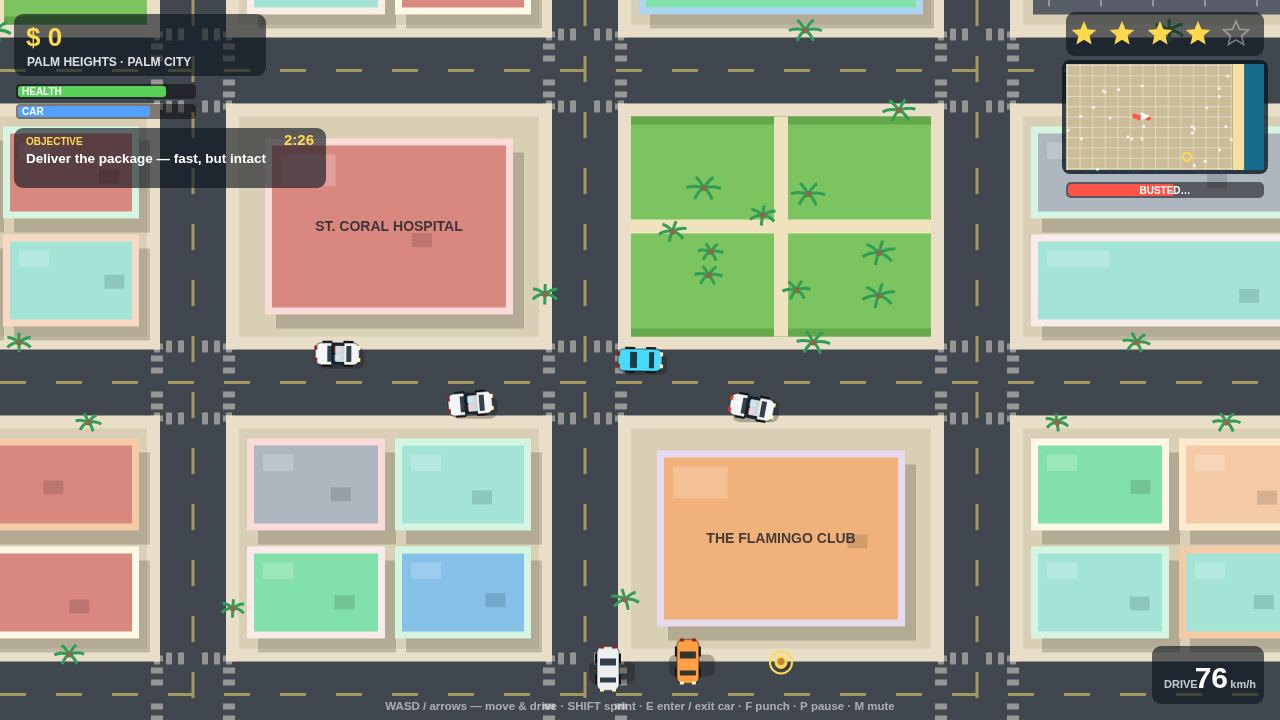 $ 0
PALM HEIGHTS · PALM CITY
HEALTH
CAR
OBJECTIVE
2:26
Deliver the package — fast, but intact
BUSTED...
ST. CORAL HOSPITAL
THE FLAMINGO CLUB
DRIVE 76 km/h
WASD / arrows — move & drive · SHIFT sprint · E enter / exit car · F punch · P pause · M mute